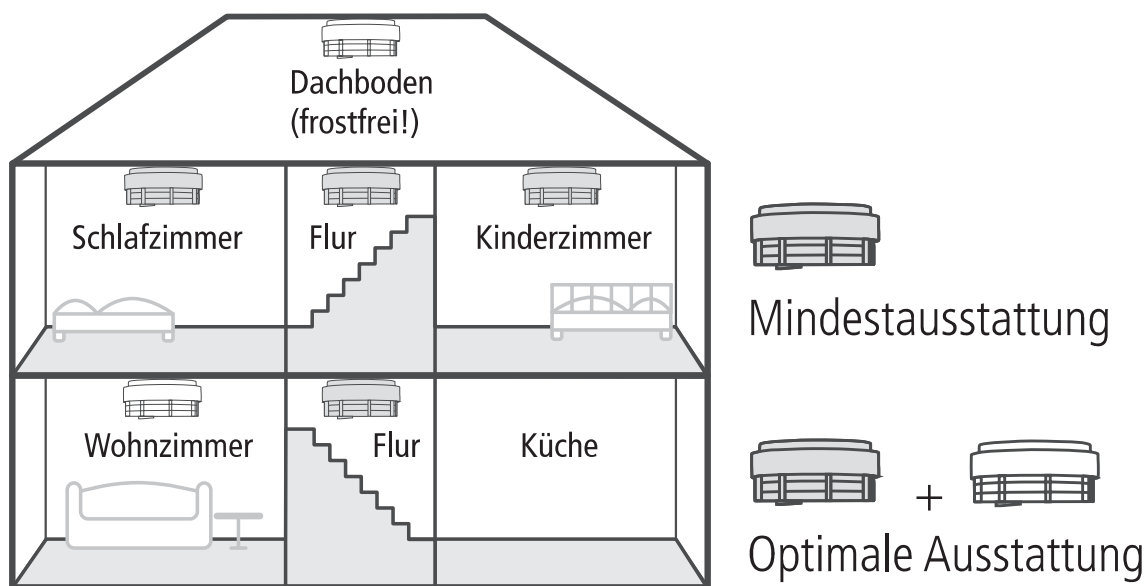 Dachboden
(frostfrei!)
Schlafzimmer
Flur
Kinderzimmer
Mindestausstattung
Wohnzimmer
Flur
Küche
+
Optimale Ausstattung